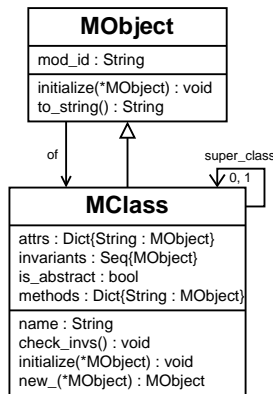 MObject
mod_id : String
initialize(*MObject) : void
to_string() : String
of
super_class
0, 1
MClass
attrs : Dict{String : MObject}
invariants : Seq{MObject}
is_abstract : bool
methods : Dict{String : MObject}
name : String
check_invs() : void
initialize(*MObject) : void
new_(*MObject) : MObject